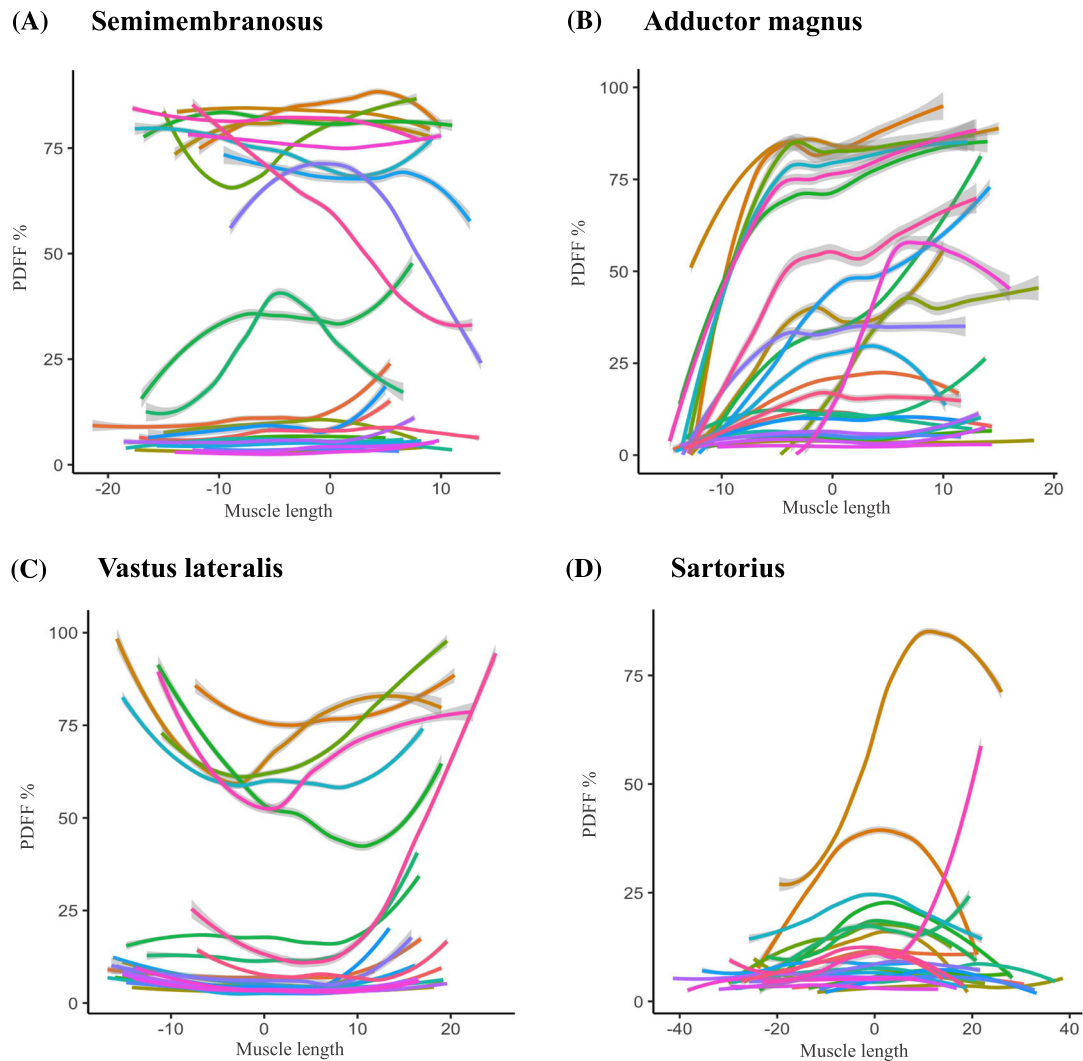 (A) Semimembranosus
PDFF %
75
50
25
0
-20 -10 0 10
Muscle length
(B) Adductor magnus
PDFF %
100
75
50
25
0
-10 0 10 20
Muscle length
(C) Vastus lateralis
PDFF %
100
75
50
25
0
-10 0 10 20
Muscle length
(D) Sartorius
PDFF %
75
50
25
0
-40 -20 0 20 40
Muscle length